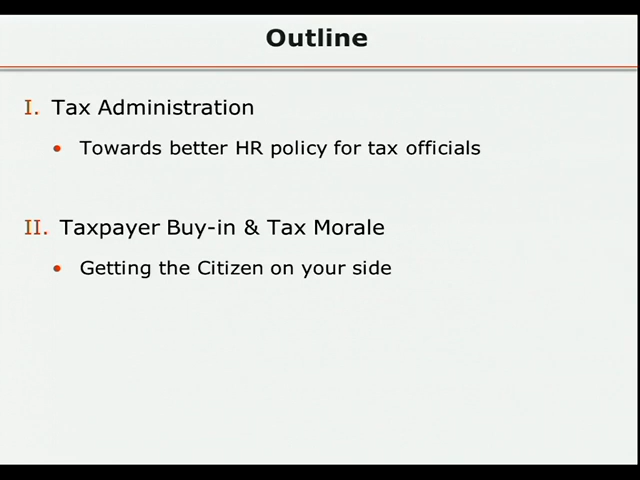 Outline
I. Tax Administration
• Towards better HR policy for tax officials
II. Taxpayer Buy-in & Tax Morale
• Getting the Citizen on your side